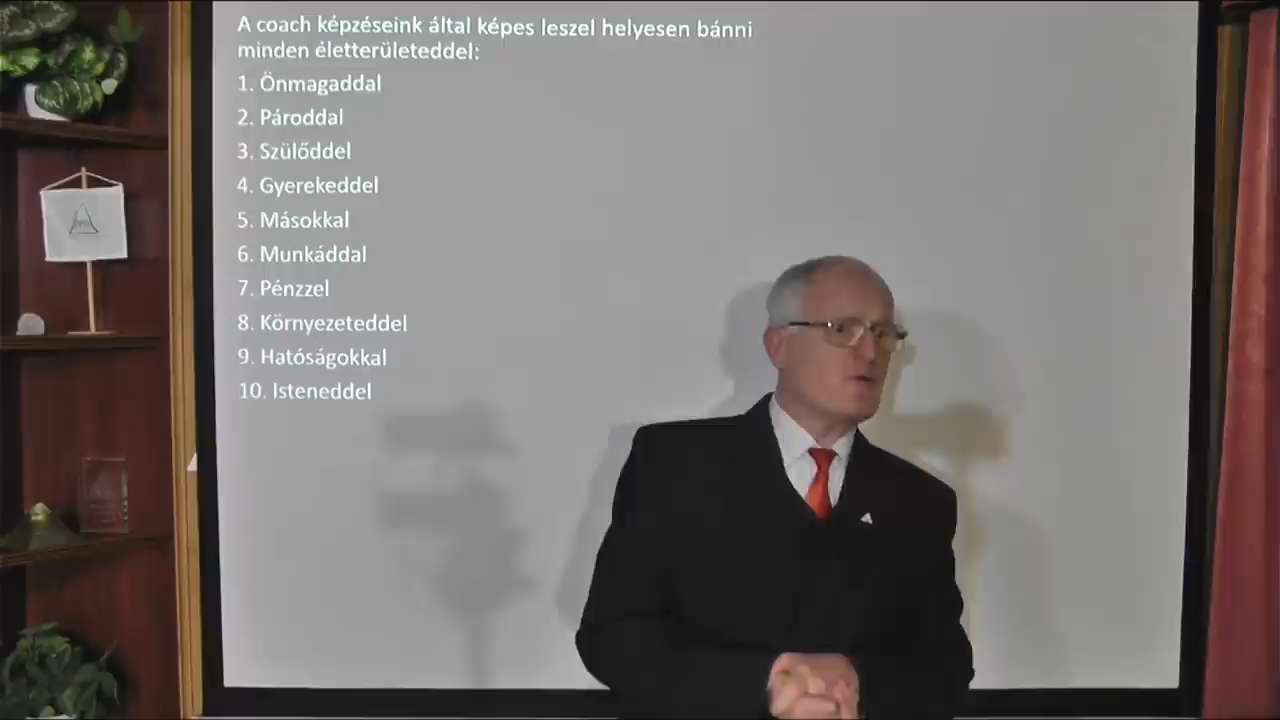 A coach képzéseink által képes leszel helyesen bánni
minden életterületeddel:
1. Önmagaddal
2. Pároddal
3. Szülőddel
4. Gyerekeddel
5. Másokkal
6. Munkáddal
7. Pénzzel
8. Környezeteddel
9. Hatóságokkal
10. Isteneddel